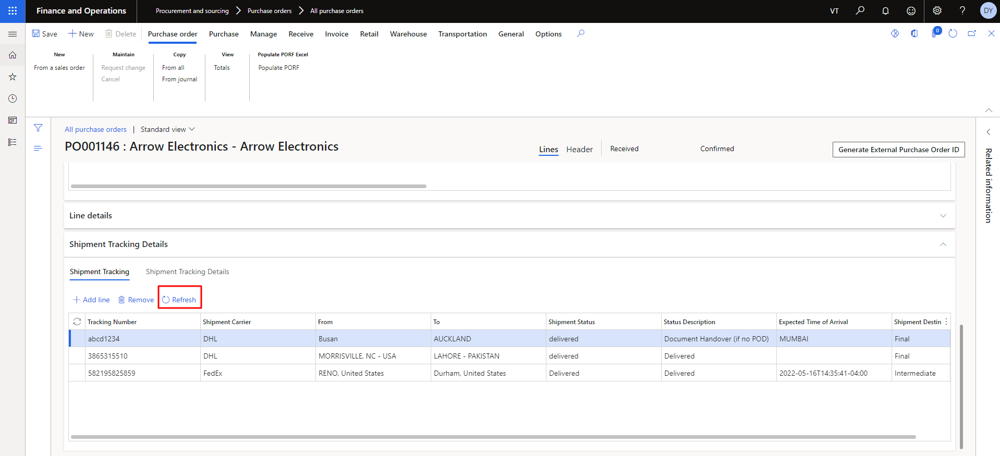 Finance and Operations
Procurement and sourcing
Purchase orders
All purchase orders
VT
DY
Save
New
Delete
Purchase order
Purchase
Manage
Receive
Invoice
Retail
Warehouse
Transportation
General
Options
0
New
Maintain
Copy
View
Populate PORF Excel
From a sales order
Request change
From all
Totals
Populate PORF
Cancel
From journal
All purchase orders | Standard view
PO001146 : Arrow Electronics - Arrow Electronics
Lines
Header
Received
Confirmed
Generate External Purchase Order ID
Related information
Line details
Shipment Tracking Details
Shipment Tracking
Shipment Tracking Details
Add line
Remove
Refresh
Tracking Number Shipment Carrier From To Shipment Status Status Description Expected Time of Arrival Shipment Destin
abcd1234 DHL Busan AUCKLAND delivered Document Handover (if no POD) MUMBAI Final
3865315510 DHL MORRISVILLE, NC - USA LAHORE - PAKISTAN delivered Delivered Final
582195825859 FedEx RENO, United States Durham, United States Delivered Delivered 2022-05-16T14:35:41-04:00 Intermediate